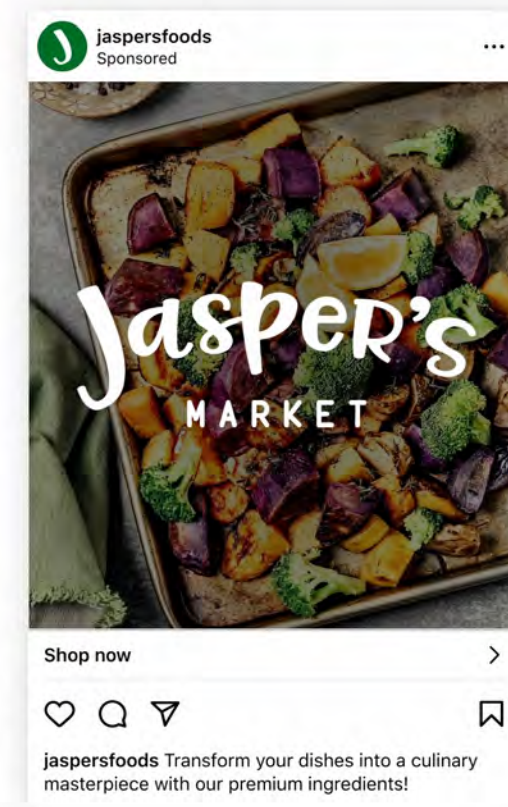 jaspersfoods
Sponsored
Jasper's
MARKET
Shop now
jaspersfoods Transform your dishes into a culinary
masterpiece with our premium ingredients!